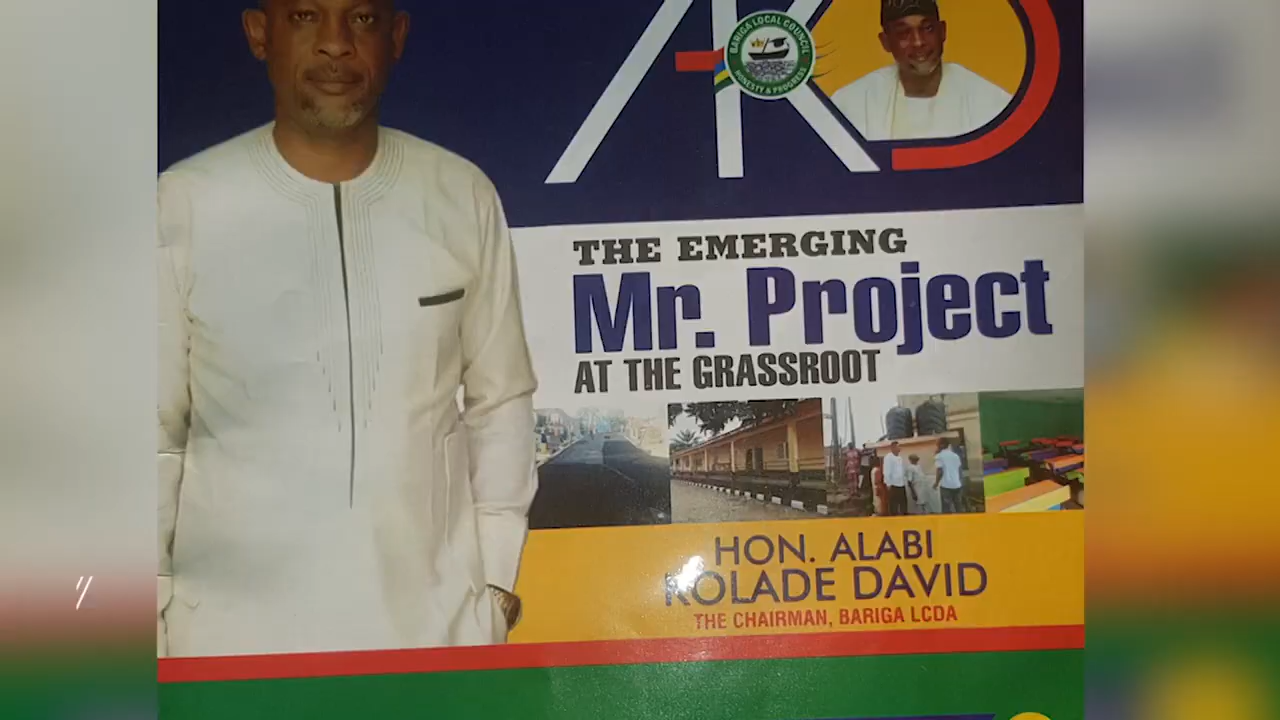 AKD
BARIGA LOCAL COUNCIL
HONESTY & PROGRESS
THE EMERGING
Mr. Project
AT THE GRASSROOT
HON. ALABI
KOLADE DAVID
THE CHAIRMAN, BARIGA LCDA